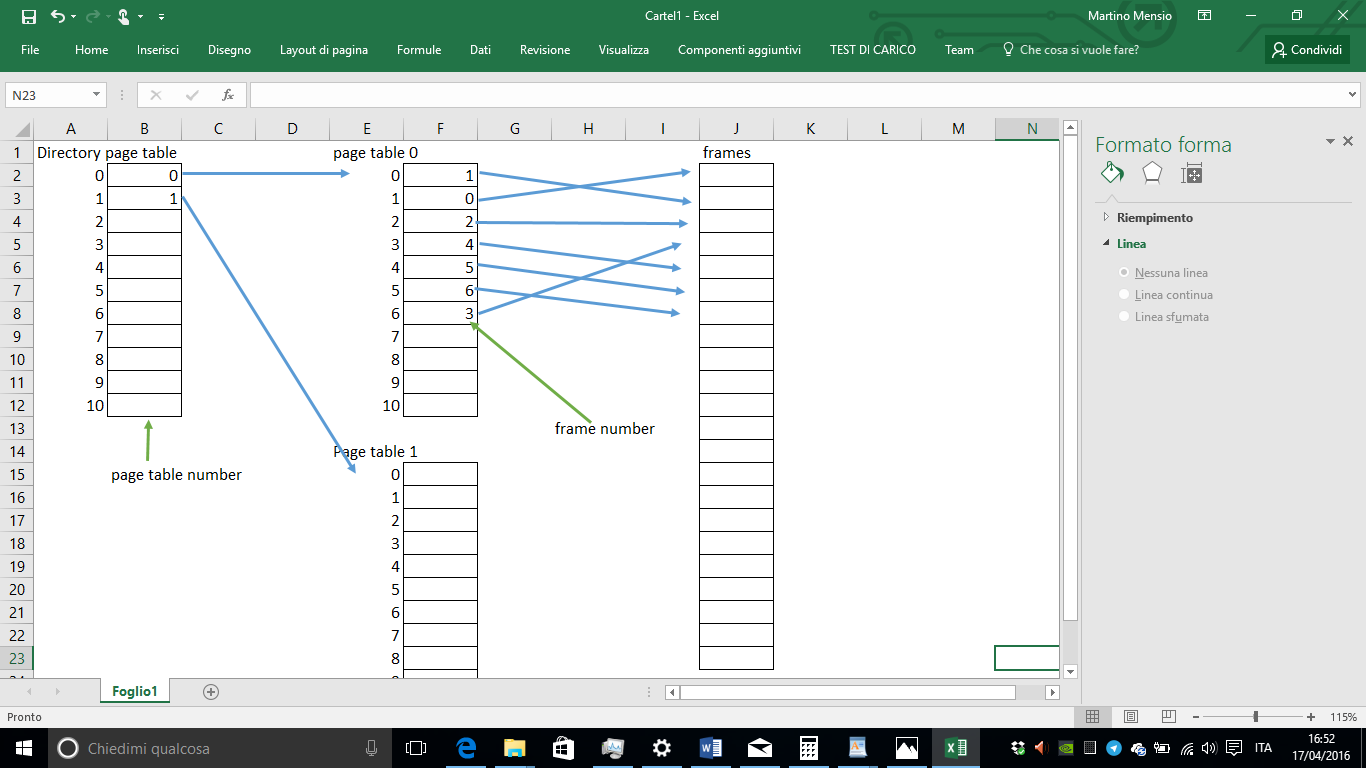 Cartel1 - Excel
Martino Mensio
File Home Inserisci Disegno Layout di pagina Formule Dati Revisione Visualizza Componenti aggiuntivi TEST DI CARICO Team Che cosa si vuole fare? Condividi
N23 fx
A B C D E F G H I J K L M N
1 Directory page table page table 0 frames
2 0 0 0 1
3 1 1 1 0
4 2 2 2
5 3 3 4
6 4 4 5
7 5 5 6
8 6 6 3
9 7 7
10 8 8
11 9 9
12 10 10
13 frame number
14 Page table 1
15 page table number 0
16 1
17 2
18 3
19 4
20 5
21 6
22 7
23 8
Formato forma
Riempimento
Linea
Nessuna linea
Linea continua
Linea sfumata
Foglio1
Pronto
115%
Chiedimi qualcosa
ITA
16:52
17/04/2016